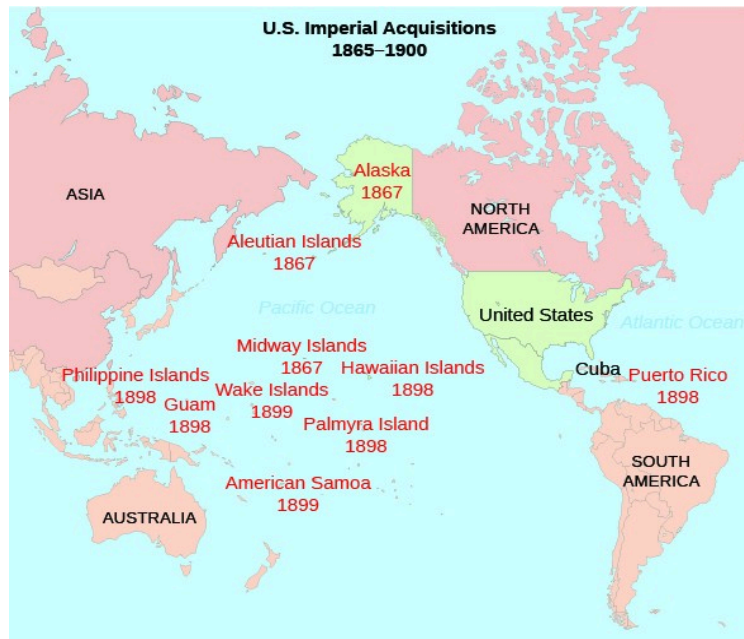 U.S. Imperial Acquisitions
1865–1900
Alaska
1867
ASIA
NORTH
AMERICA
Aleutian Islands
1867
Pacific Ocean
United States
Atlantic Ocean
Midway Islands
1867
Hawaiian Islands
1898
Cuba
Puerto Rico
1898
Philippine Islands
1898
Guam
1898
Wake Islands
1899
Palmyra Island
1898
American Samoa
1899
SOUTH
AMERICA
AUSTRALIA